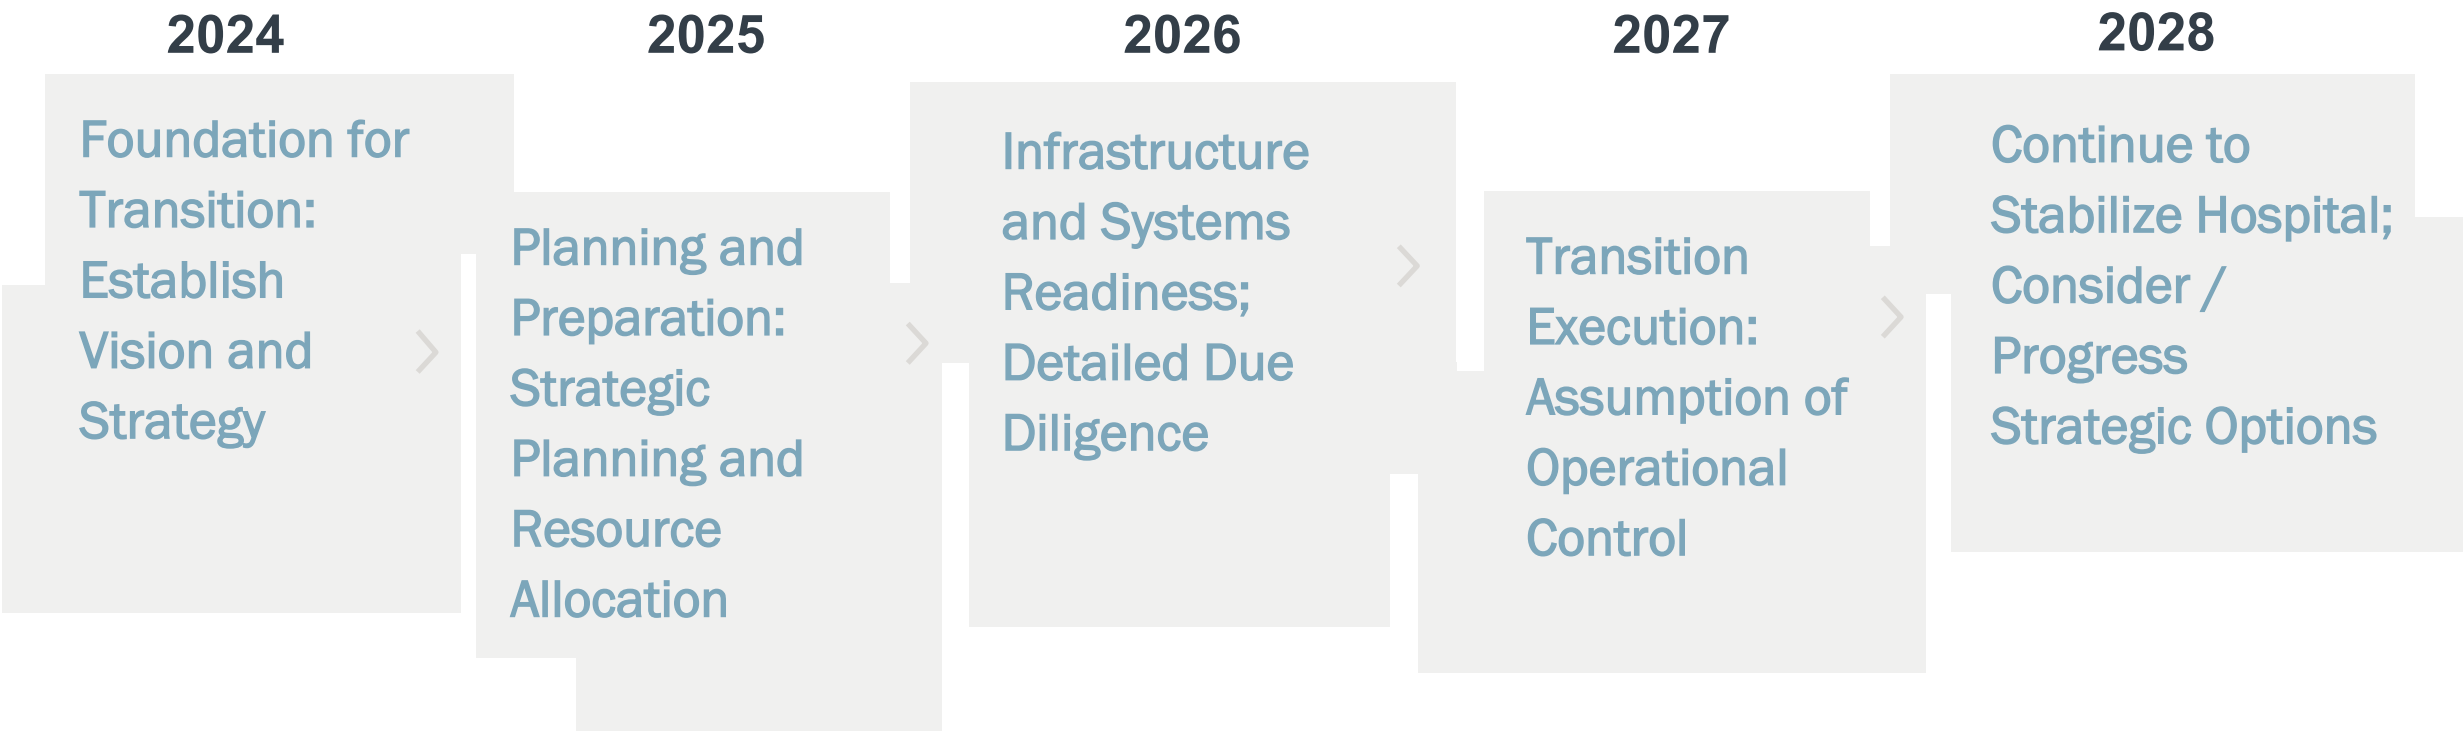 2024
Foundation for
Transition:
Establish
Vision and
Strategy
2025
Planning and
Preparation:
Strategic
Planning and
Resource
Allocation
2026
Infrastructure
and Systems
Readiness;
Detailed Due
Diligence
2027
Transition
Execution:
Assumption of
Operational
Control
2028
Continue to
Stabilize Hospital;
Consider /
Progress
Strategic Options